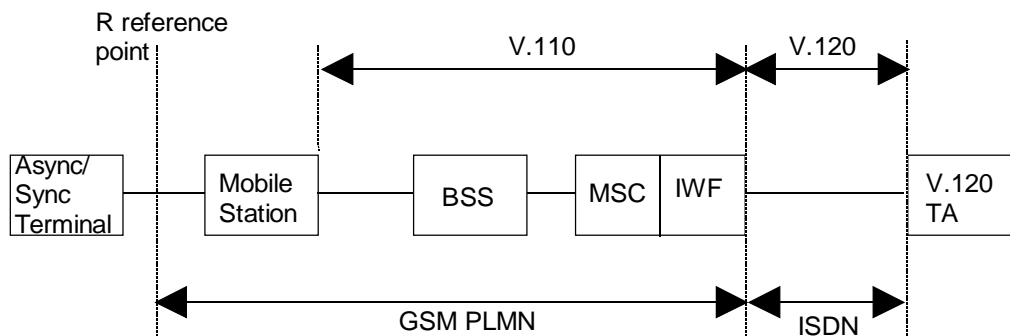 R reference
point
V.110
V.120
Async/
Sync
Terminal
Mobile
Station
BSS
MSC
IWF
V.120
TA
GSM PLMN
ISDN